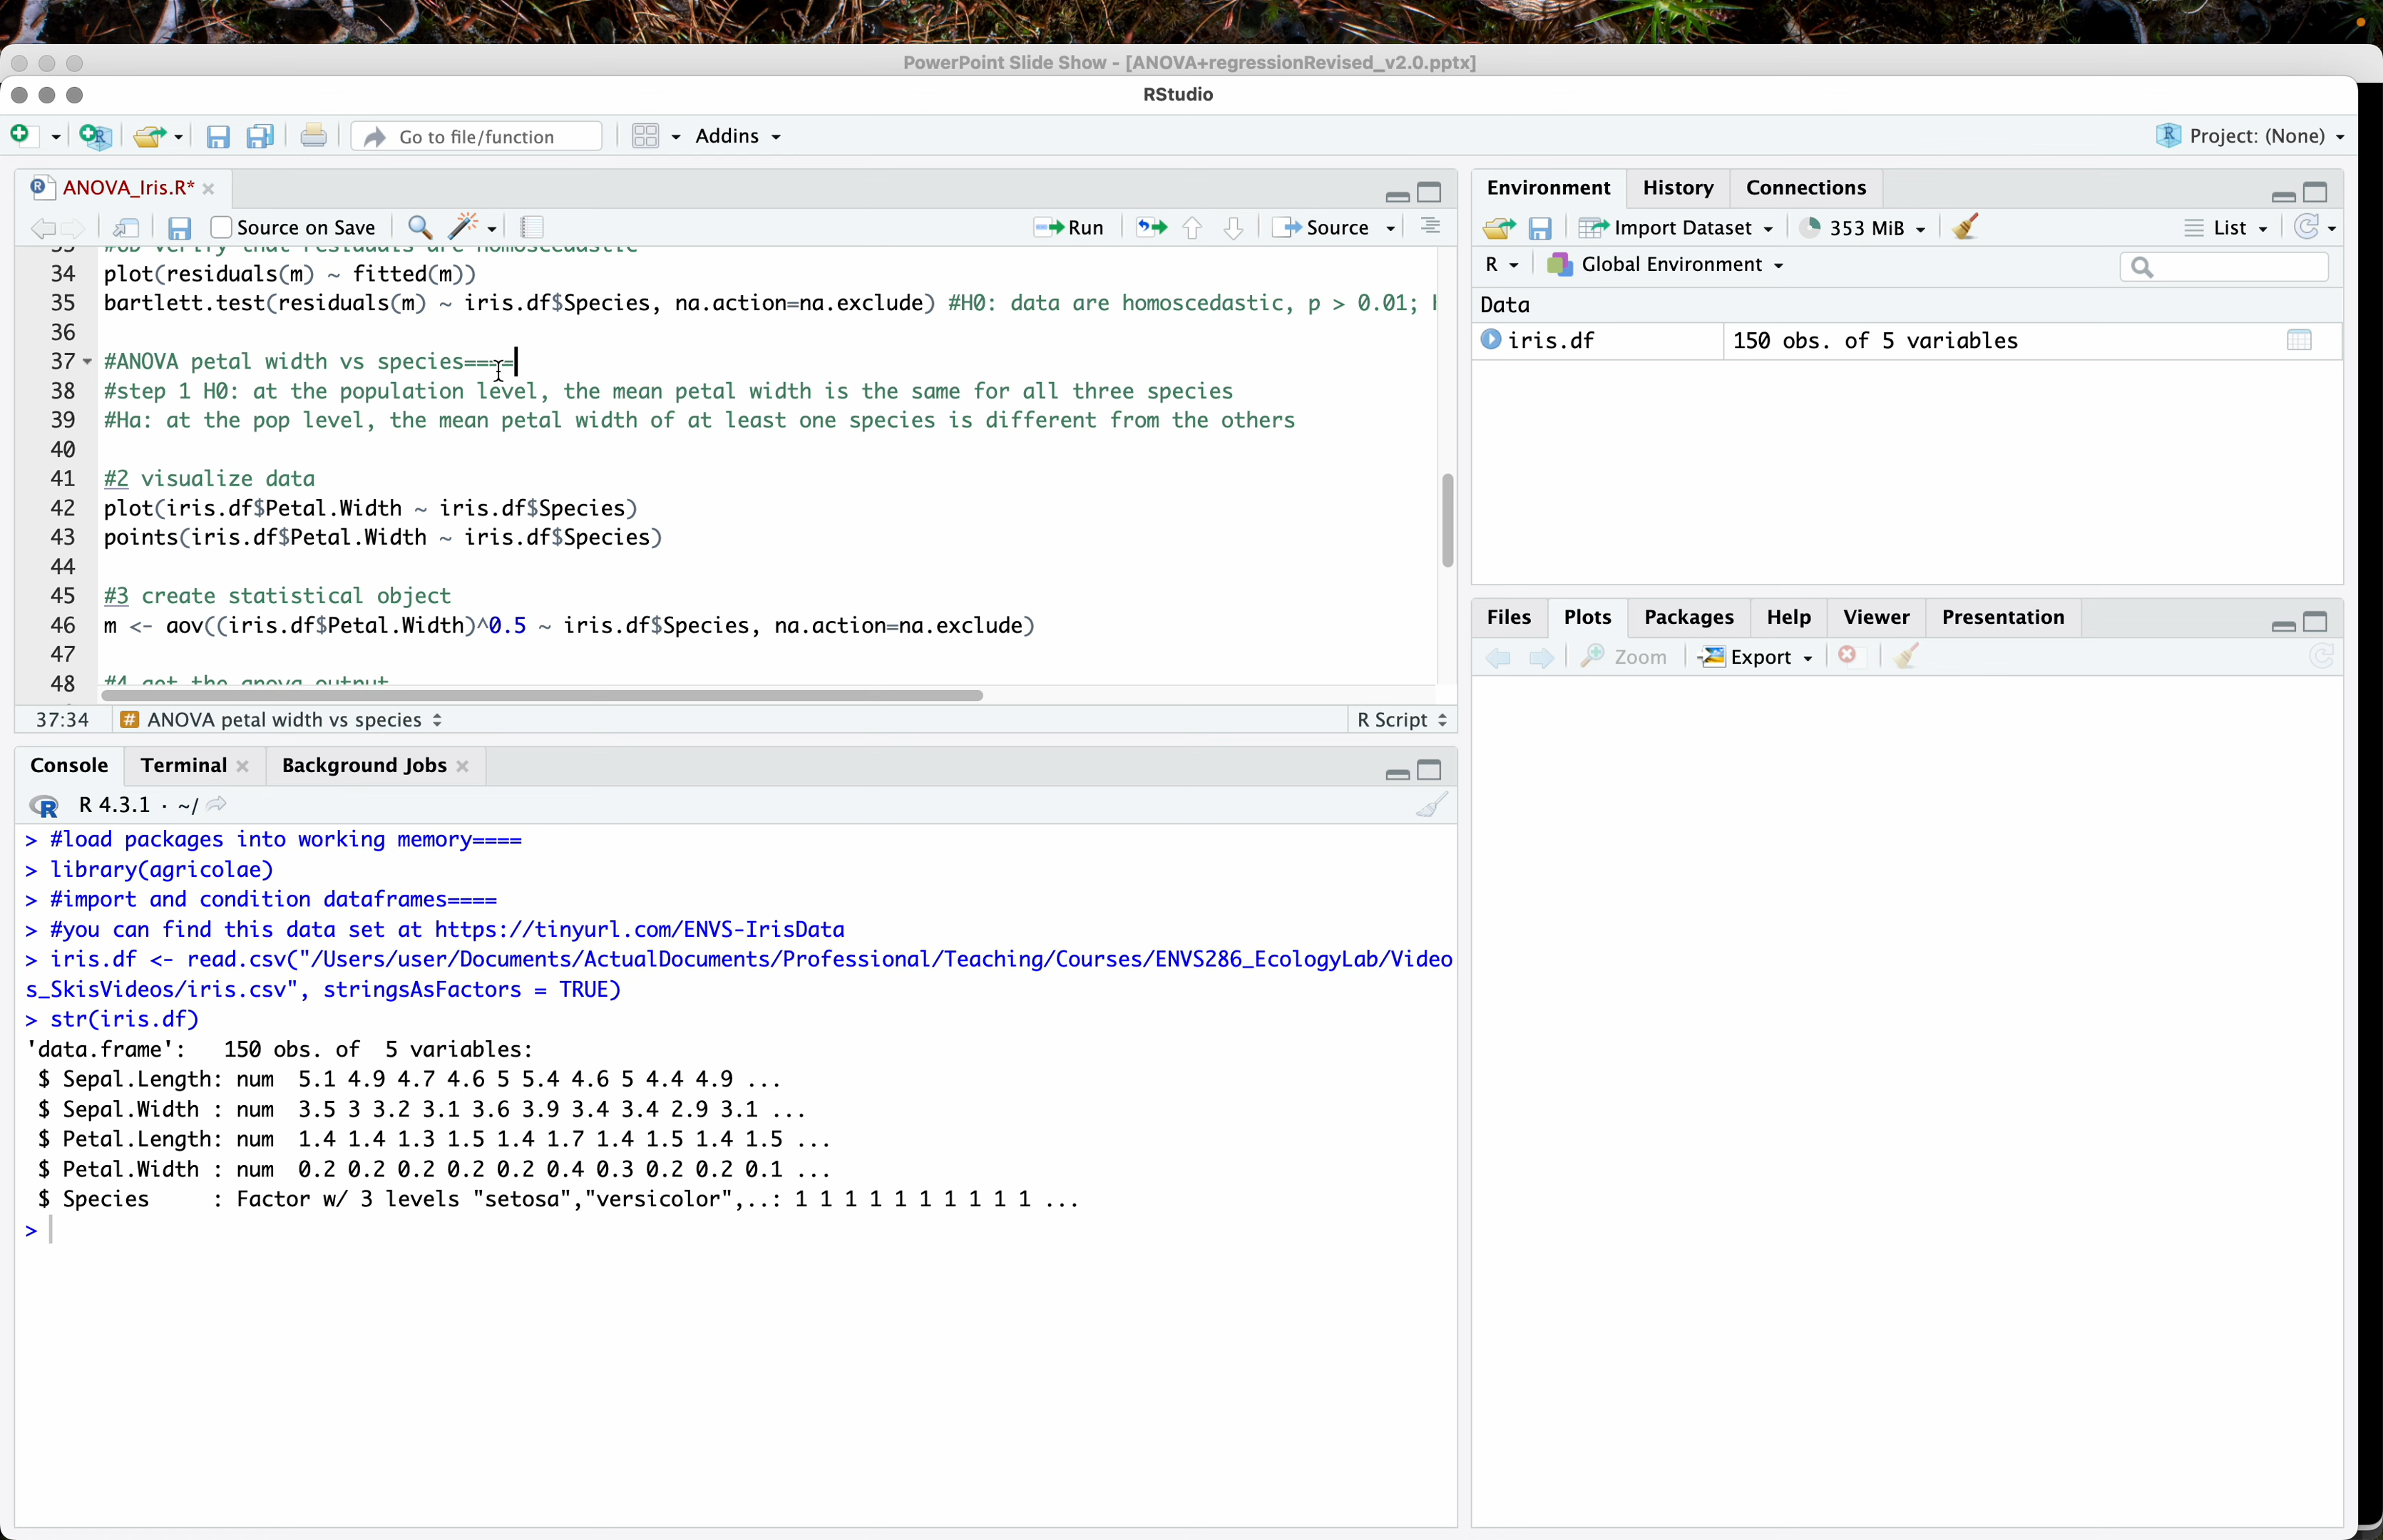 PowerPoint Slide Show - [ANOVA+regressionRevised_v2.0.pptx]
RStudio
Go to file/function
Addins
Project: (None)
ANOVA_Iris.R*
Source on Save
Run
Source
33 #6b verify that residuals are homoscedastic
34 plot(residuals(m) ~ fitted(m))
35 bartlett.test(residuals(m) ~ iris.df$Species, na.action=na.exclude) #H0: data are homoscedastic, p > 0.01;
36
37 #ANOVA petal width vs species====
38 #step 1 H0: at the population level, the mean petal width is the same for all three species
39 #Ha: at the pop level, the mean petal width of at least one species is different from the others
40
41 #2 visualize data
42 plot(iris.df$Petal.Width ~ iris.df$Species)
43 points(iris.df$Petal.Width ~ iris.df$Species)
44
45 #3 create statistical object
46 m <- aov((iris.df$Petal.Width)^0.5 ~ iris.df$Species, na.action=na.exclude)
47
48 #4 get the anova output
37:34 # ANOVA petal width vs species
R Script
Console Terminal Background Jobs
R 4.3.1 · ~/
> #load packages into working memory====
> library(agricolae)
> #import and condition dataframes====
> #you can find this data set at https://tinyurl.com/ENVS-IrisData
> iris.df <- read.csv("/Users/user/Documents/ActualDocuments/Professional/Teaching/Courses/ENVS286_EcologyLab/Video
s_SkisVideos/iris.csv", stringsAsFactors = TRUE)
> str(iris.df)
'data.frame': 150 obs. of 5 variables:
$ Sepal.Length: num 5.1 4.9 4.7 4.6 5 5.4 4.6 5 4.4 4.9 ...
$ Sepal.Width : num 3.5 3 3.2 3.1 3.6 3.9 3.4 3.4 2.9 3.1 ...
$ Petal.Length: num 1.4 1.4 1.3 1.5 1.4 1.7 1.4 1.5 1.4 1.5 ...
$ Petal.Width : num 0.2 0.2 0.2 0.2 0.2 0.4 0.3 0.2 0.2 0.1 ...
$ Species : Factor w/ 3 levels "setosa","versicolor",..: 1 1 1 1 1 1 1 1 1 1 ...
>
Environment History Connections
Import Dataset
353 MiB
List
R
Global Environment
Data
iris.df 150 obs. of 5 variables
Files Plots Packages Help Viewer Presentation
Zoom
Export